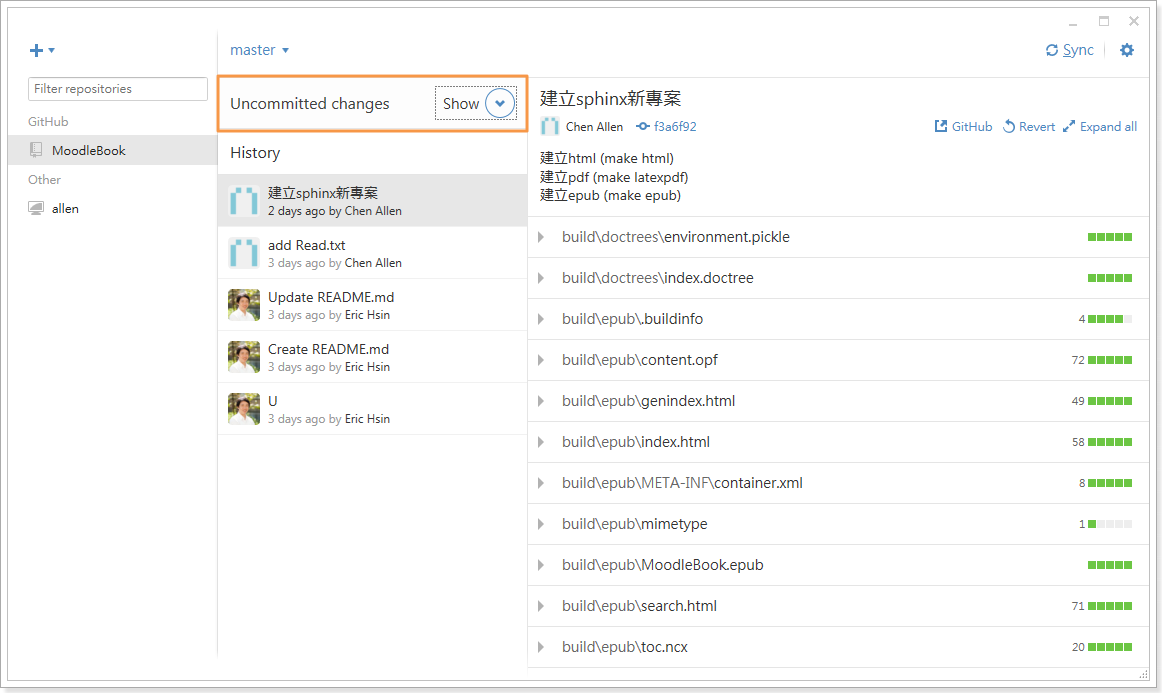 master
Sync
Filter repositories
GitHub
MoodleBook
Other
allen
Uncommitted changes
Show
History
建立sphinx新專案
2 days ago by Chen Allen
add Read.txt
3 days ago by Chen Allen
Update README.md
3 days ago by Eric Hsin
Create README.md
3 days ago by Eric Hsin
U
3 days ago by Eric Hsin
建立sphinx新專案
Chen Allen f3a6f92 GitHub Revert Expand all
建立html (make html)
建立pdf (make latexpdf)
建立epub (make epub)
build\doctrees\environment.pickle
build\doctrees\index.doctree
build\epub\.buildinfo 4
build\epub\content.opf 72
build\epub\genindex.html 49
build\epub\index.html 58
build\epub\META-INF\container.xml 8
build\epub\mimetype 1
build\epub\MoodleBook.epub
build\epub\search.html 71
build\epub\toc.ncx 20